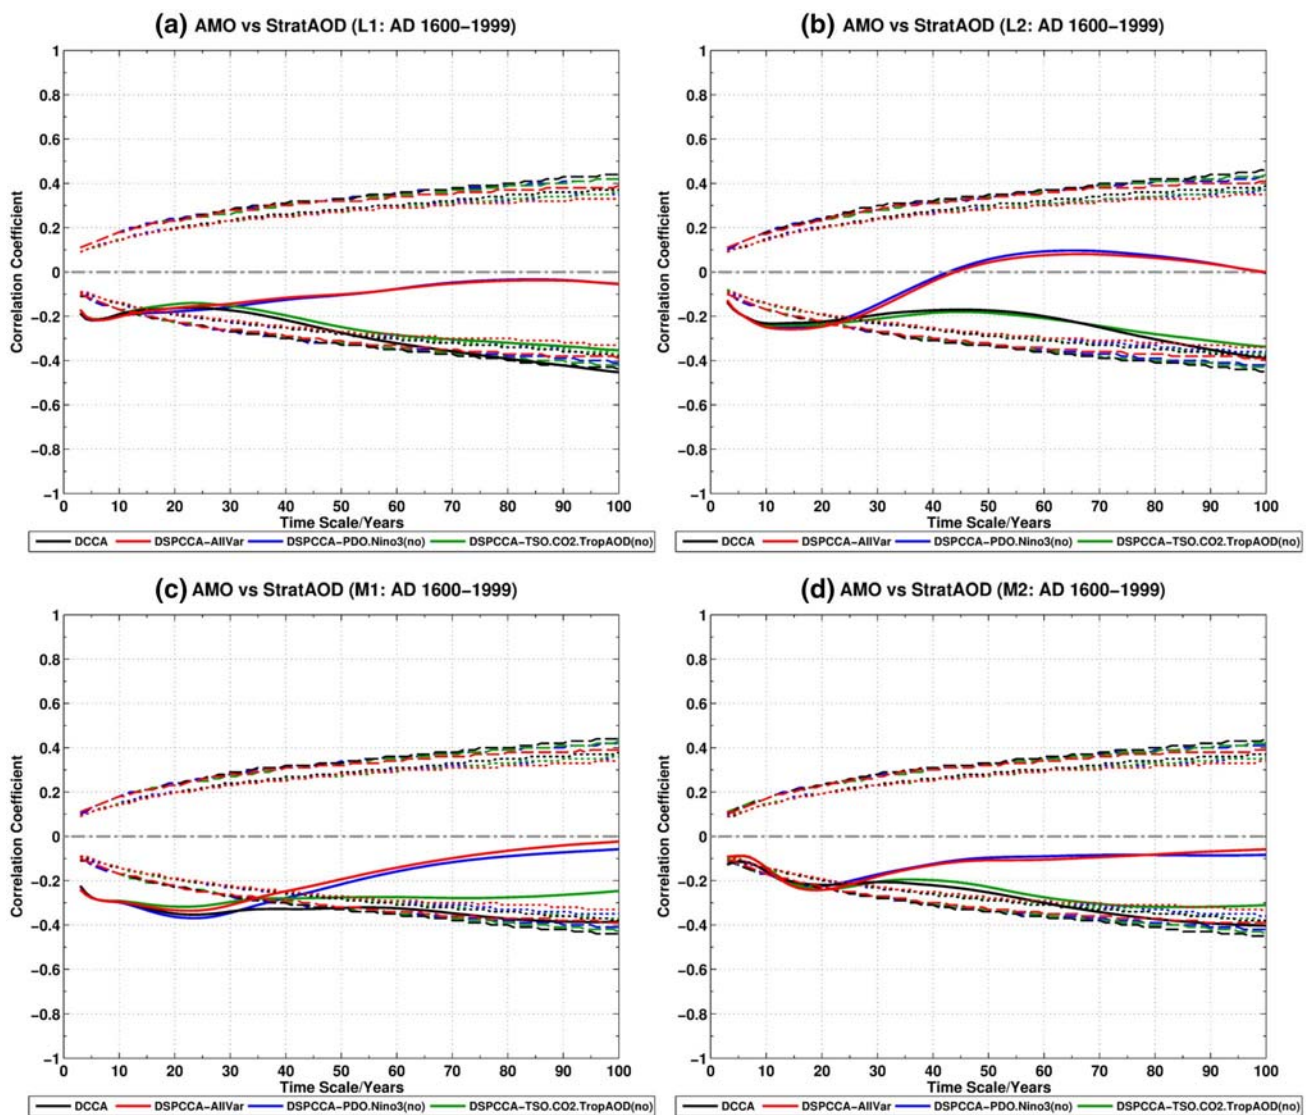 (a) AMO vs StratAOD (L1: AD 1600−1999)
1
0.8
0.6
0.4
0.2
0
−0.2
−0.4
−0.6
−0.8
−1
Correlation Coefficient
0 10 20 30 40 50 60 70 80 90 100
Time Scale/Years
DCCA DSPCCA−AllVar DSPCCA−PDO.Nino3(no) DSPCCA−TSO.CO2.TropAOD(no)
(b) AMO vs StratAOD (L2: AD 1600−1999)
1
0.8
0.6
0.4
0.2
0
−0.2
−0.4
−0.6
−0.8
−1
Correlation Coefficient
0 10 20 30 40 50 60 70 80 90 100
Time Scale/Years
DCCA DSPCCA−AllVar DSPCCA−PDO.Nino3(no) DSPCCA−TSO.CO2.TropAOD(no)
(c) AMO vs StratAOD (M1: AD 1600−1999)
1
0.8
0.6
0.4
0.2
0
−0.2
−0.4
−0.6
−0.8
−1
Correlation Coefficient
0 10 20 30 40 50 60 70 80 90 100
Time Scale/Years
DCCA DSPCCA−AllVar DSPCCA−PDO.Nino3(no) DSPCCA−TSO.CO2.TropAOD(no)
(d) AMO vs StratAOD (M2: AD 1600−1999)
1
0.8
0.6
0.4
0.2
0
−0.2
−0.4
−0.6
−0.8
−1
Correlation Coefficient
0 10 20 30 40 50 60 70 80 90 100
Time Scale/Years
DCCA DSPCCA−AllVar DSPCCA−PDO.Nino3(no) DSPCCA−TSO.CO2.TropAOD(no)